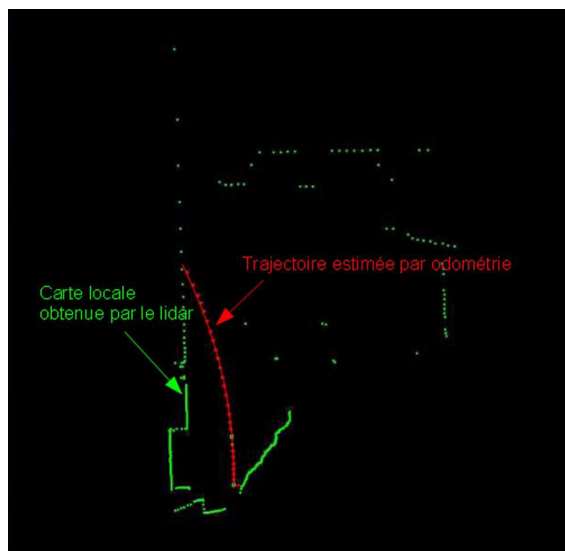 Trajectoire estimée par odométrie
Carte locale
obtenue par le lidar